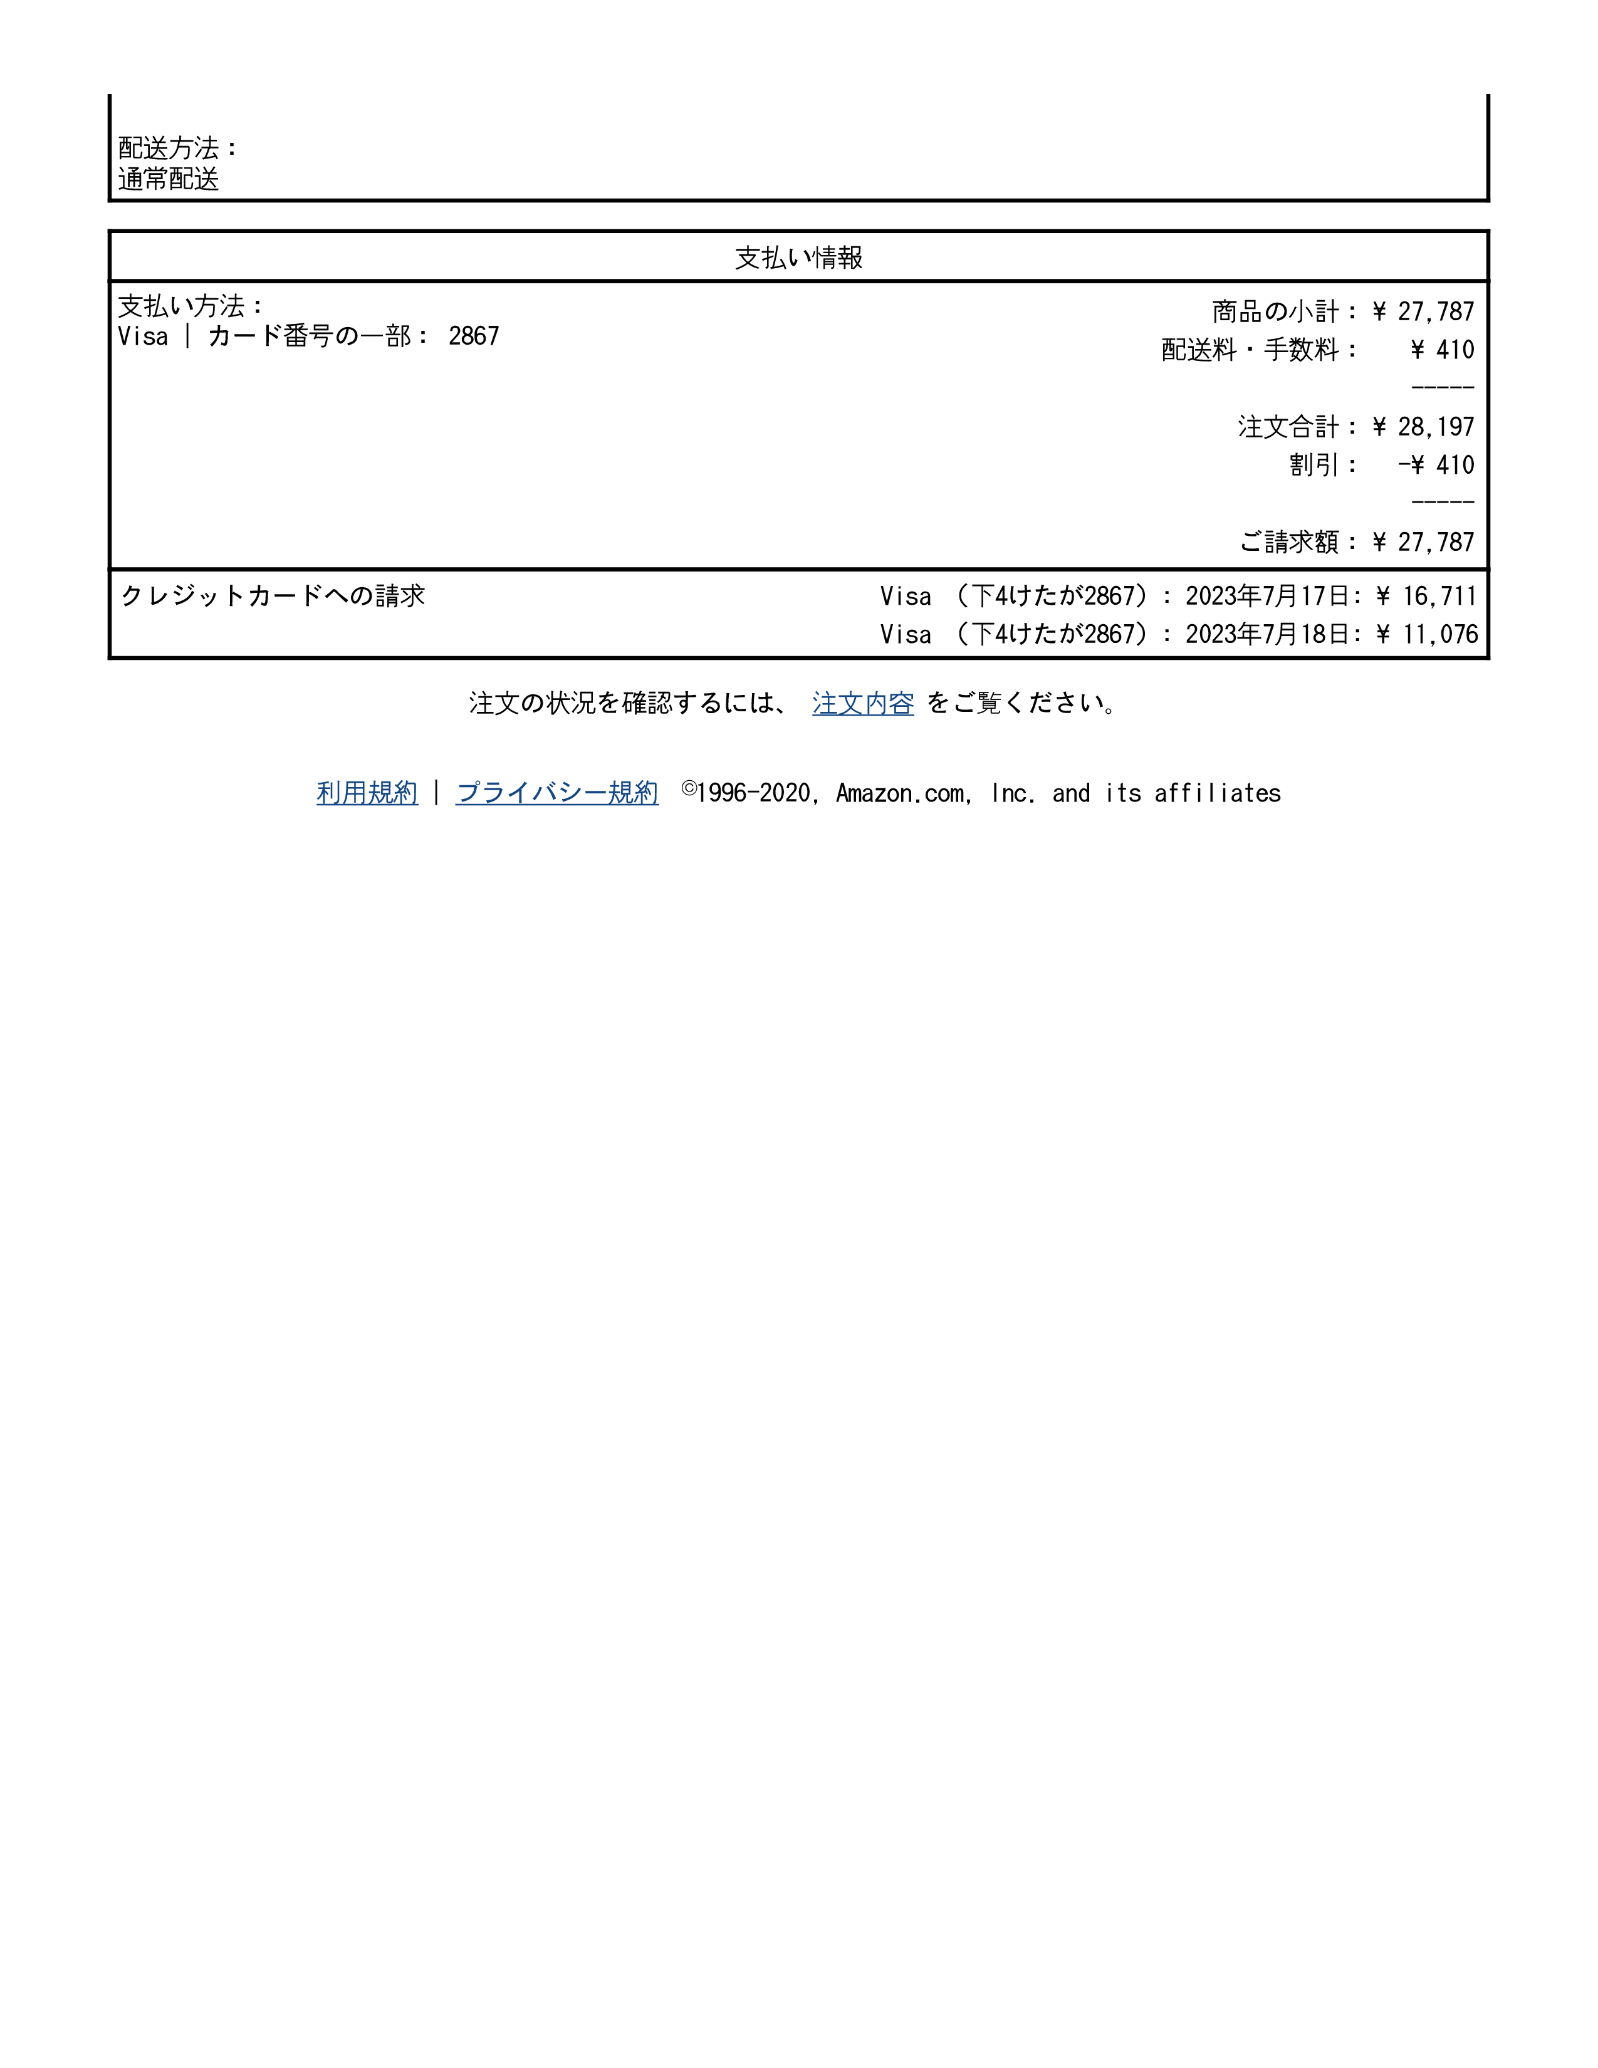 配送方法：
通常配送
支払い情報
支払い方法：
Visa | カード番号の一部： 2867
商品の小計：￥ 27,787
配送料・手数料： ￥ 410
-----
注文合計：￥ 28,197
割引： -￥ 410
-----
ご請求額：￥ 27,787
クレジットカードへの請求
Visa （下4けたが2867）: 2023年7月17日: ￥ 16,711
Visa （下4けたが2867）: 2023年7月18日: ￥ 11,076
注文の状況を確認するには、 注文内容 をご覧ください。
利用規約 | プライバシー規約 ©1996-2020, Amazon.com, Inc. and its affiliates